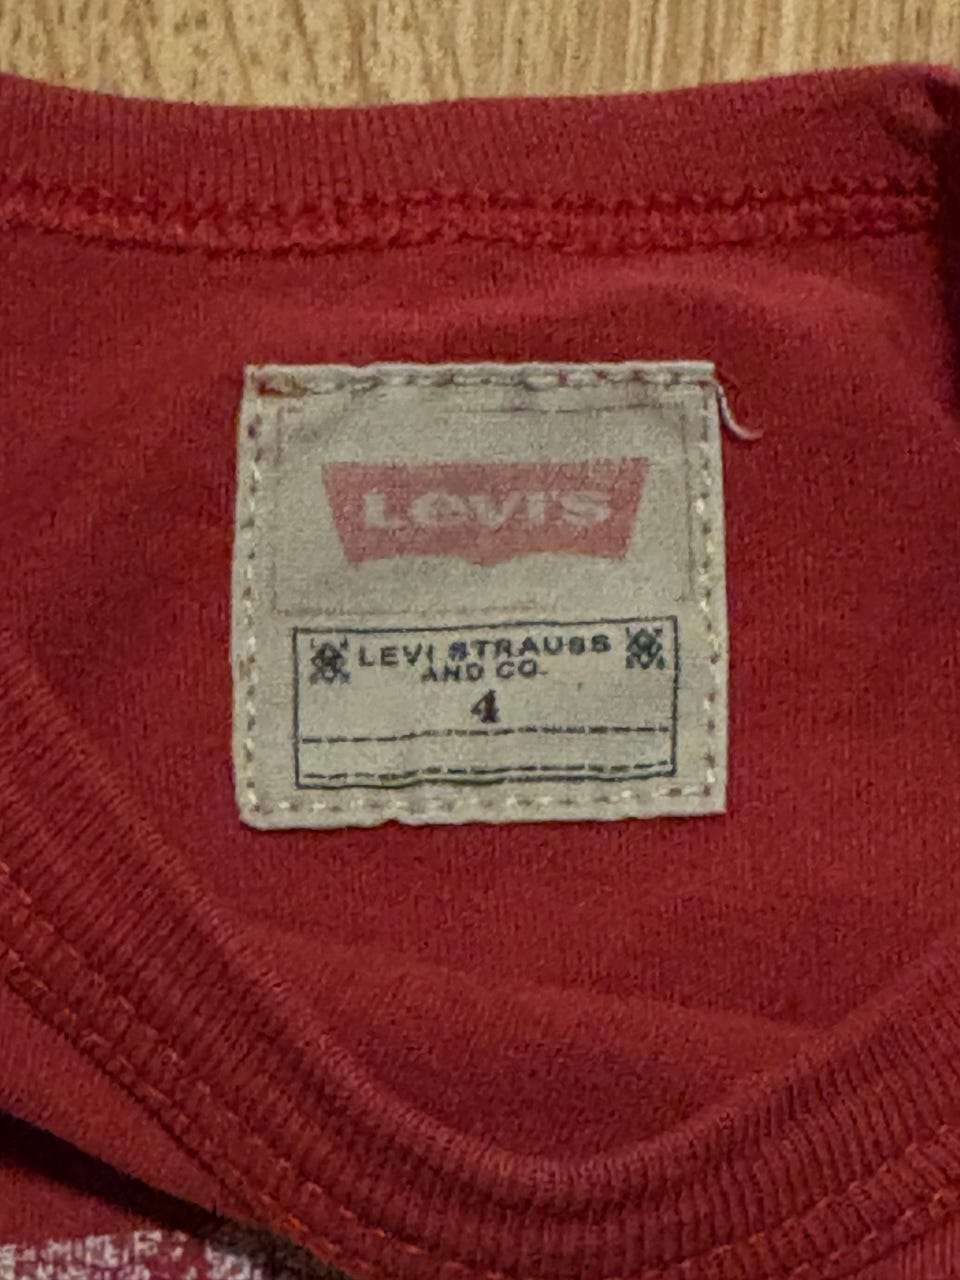 Levi's
LEVI STRAUSS
AND CO.
4